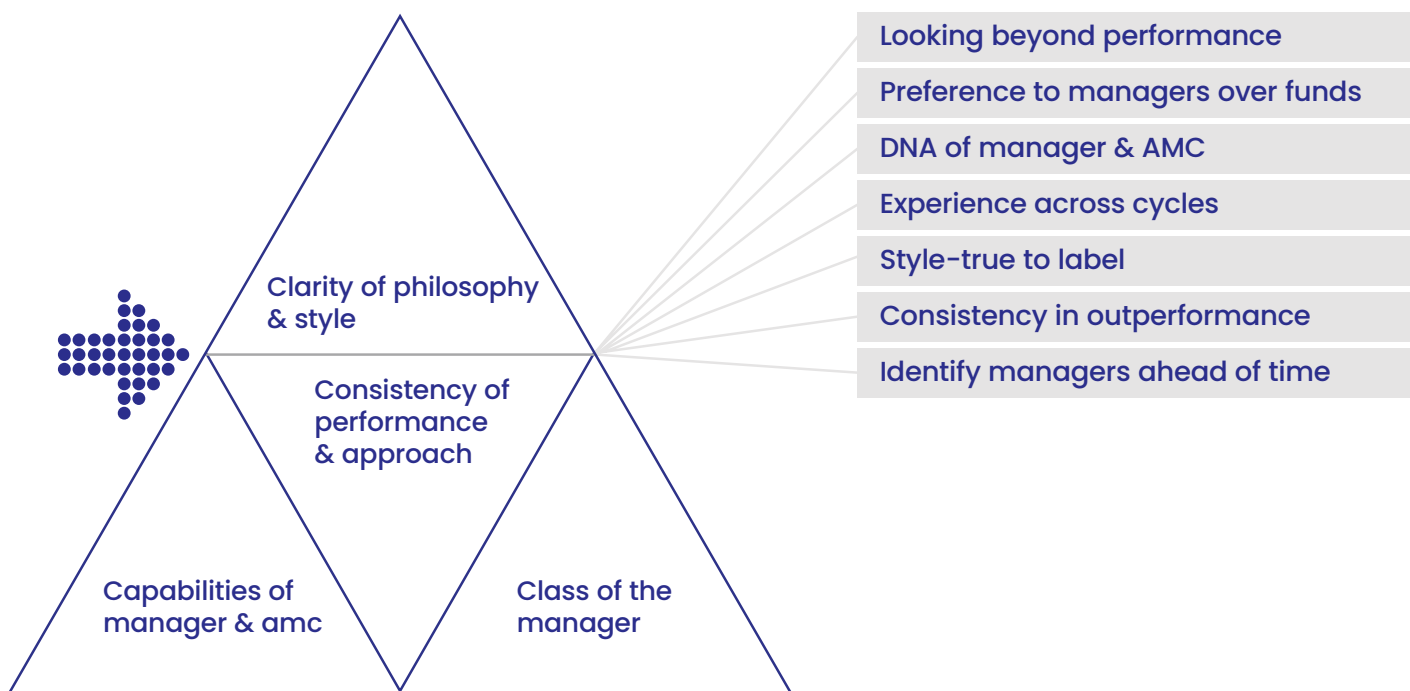 Clarity of philosophy
& style
Consistency of
performance
& approach
Capabilities of
manager & amc
Class of the
manager
Looking beyond performance
Preference to managers over funds
DNA of manager & AMC
Experience across cycles
Style-true to label
Consistency in outperformance
Identify managers ahead of time